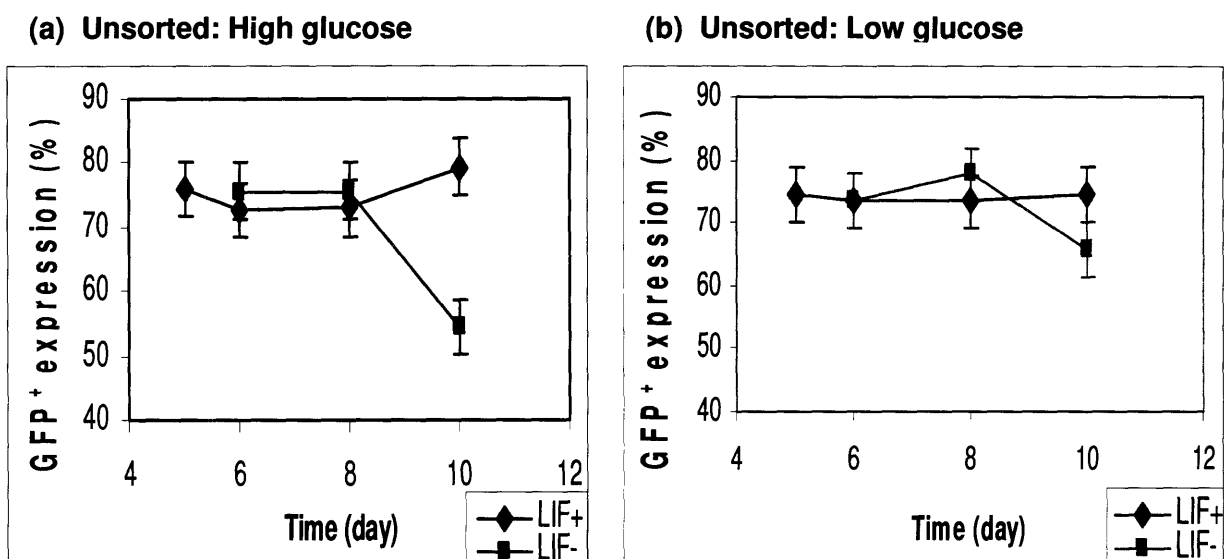 (a) Unsorted: High glucose
GFP⁺ expression (%)
90
80
70
60
50
40
4 6 8 10 12
Time (day)
LIF+
LIF-
(b) Unsorted: Low glucose
GFP⁺ expression (%)
90
80
70
60
50
40
4 6 8 10 12
Time (day)
LIF+
LIF-